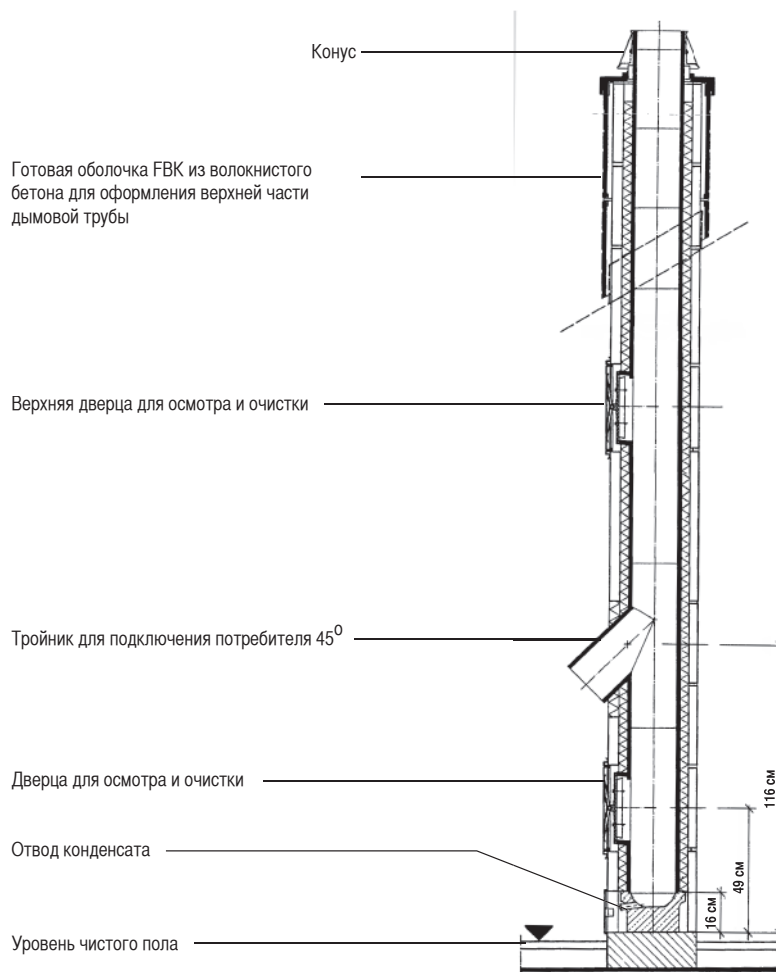 Конус
Готовая оболочка FBK из волокнистого
бетона для оформления верхней части
дымовой трубы
Верхняя дверца для осмотра и очистки
Тройник для подключения потребителя 45⁰
Дверца для осмотра и очистки
Отвод конденсата
Уровень чистого пола
16 см
49 см
116 см